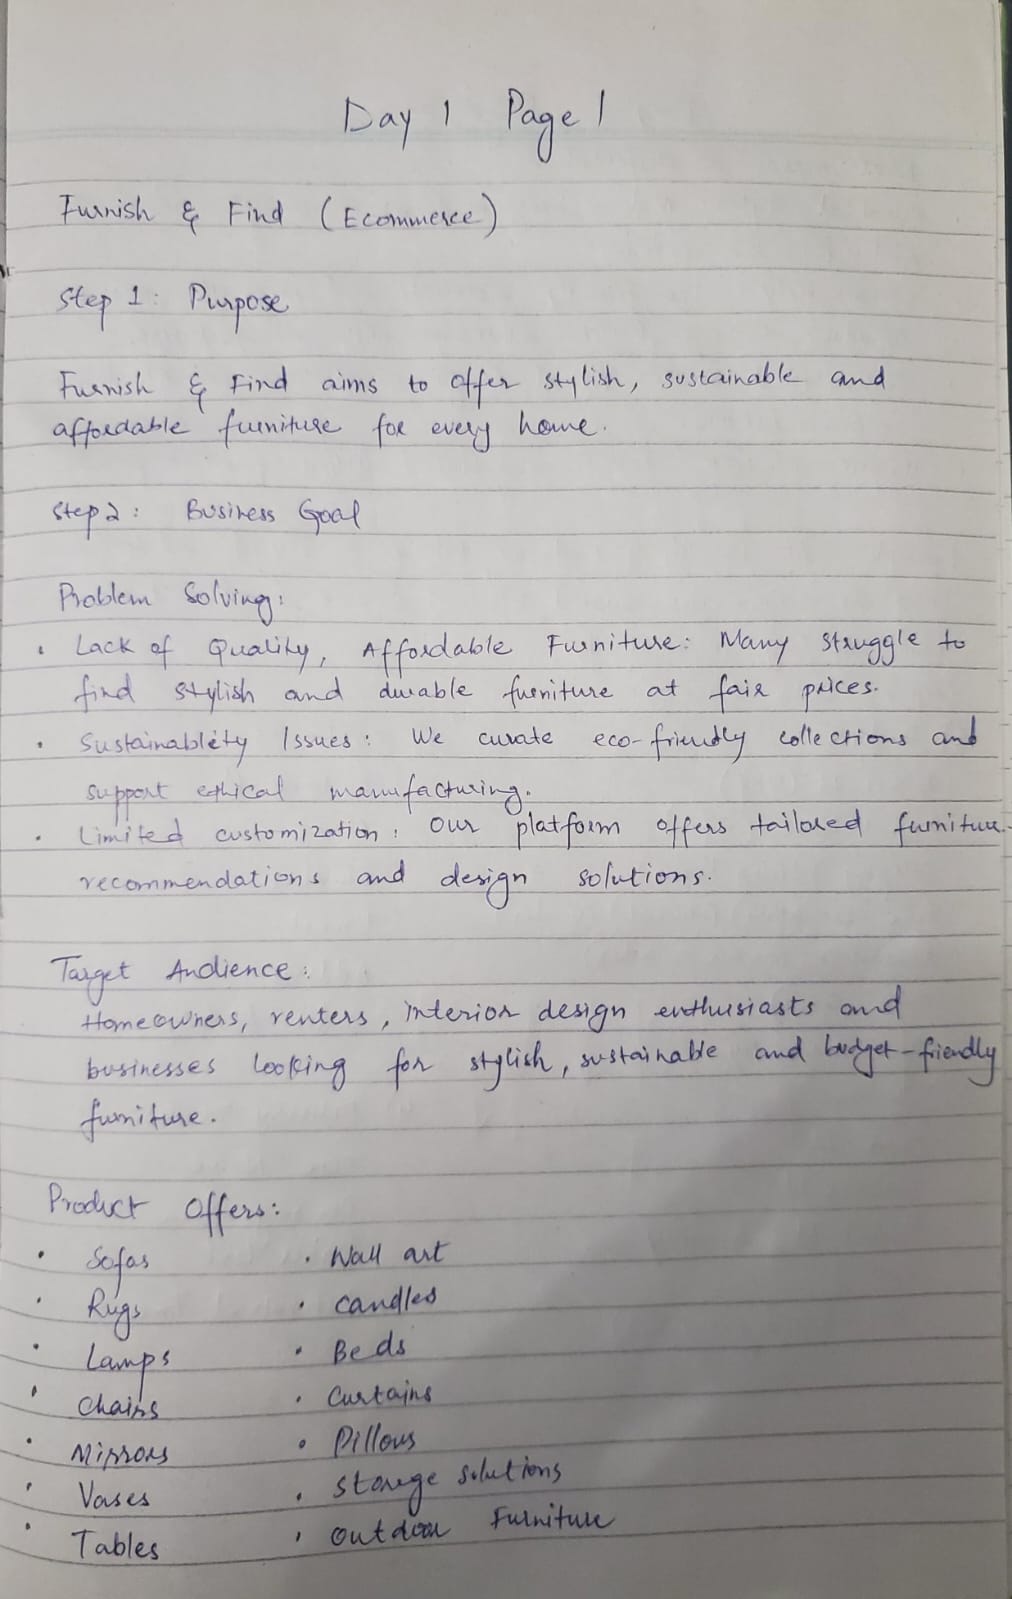 Day 1 Page 1
Furnish & Find (Ecommerce)
Step 1: Purpose
Furnish & Find aims to offer stylish, sustainable and
affordable furniture for every home.
Step 2: Business Goal
Problem Solving:
• Lack of Quality, Affordable Furniture: Many struggle to
find stylish and durable furniture at fair prices.
• Sustainability Issues: We curate eco-friendly collections and
support ethical manufacturing.
• Limited customization: Our platform offers tailored furniture
recommendations and design solutions.
Target Audience:
Homeowners, renters, interior design enthusiasts and
businesses looking for stylish, sustainable and budget-friendly
furniture.
Product Offers:
• Sofas • Wall art
• Rugs • candles
• Lamps • Beds
• Chairs • Curtains
• Mirrors • Pillows
• Vases • storage solutions
• Tables • outdoor Furniture